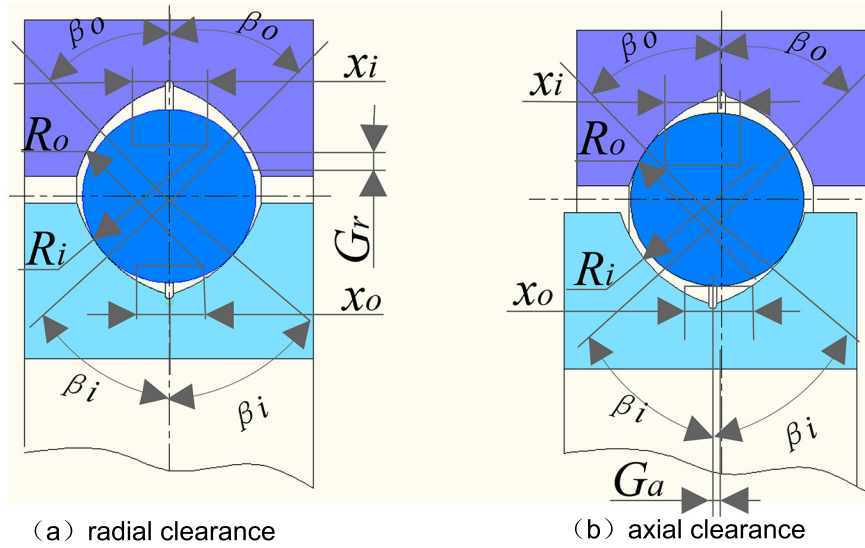 βo βo
xi
Ro
Ri
Gr
xo
βi
βi
(a) radial clearance
βo
βo
xi
Ro
Ri
xo
βi
βi
Ga
(b) axial clearance